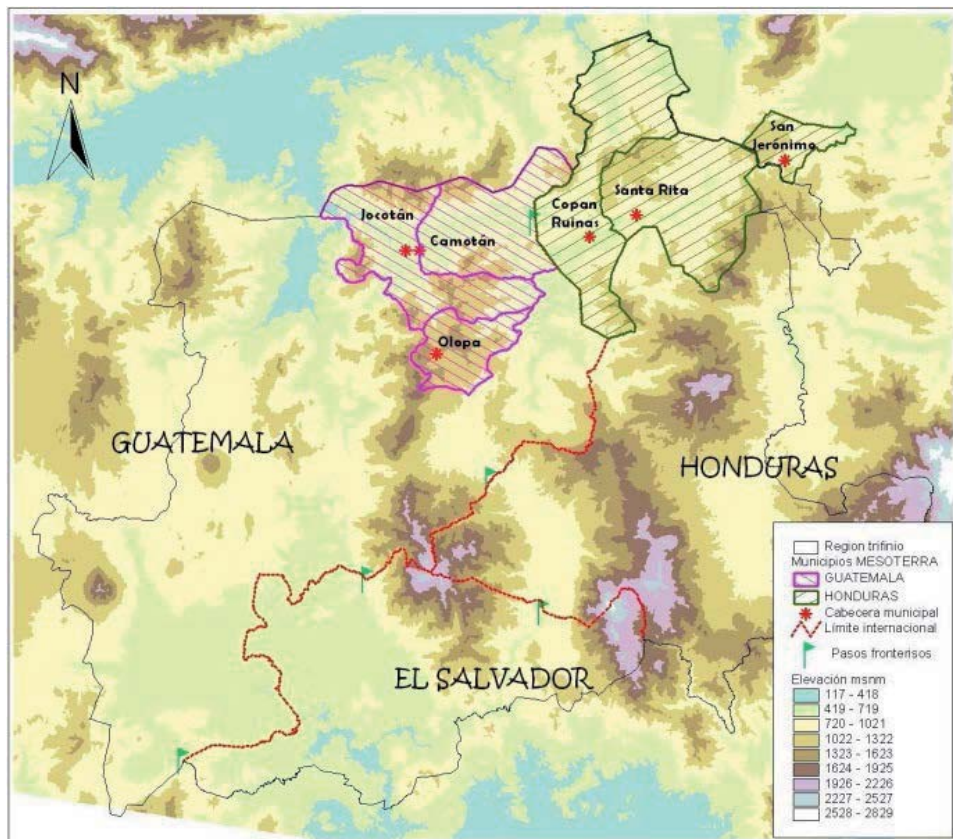 N
San
Jerónimo
Santa Rita
Copan
Ruinas
Jocotán
Camotán
Olopa
GUATEMALA
HONDURAS
EL SALVADOR
Region trifinio
Municipios MESOTERRA
GUATEMALA
HONDURAS
Cabecera municipal
Límite internacional
Pasos fronterisos
Elevación msnm
117 - 418
419 - 719
720 - 1021
1022 - 1322
1323 - 1623
1624 - 1925
1926 - 2226
2227 - 2527
2528 - 2829